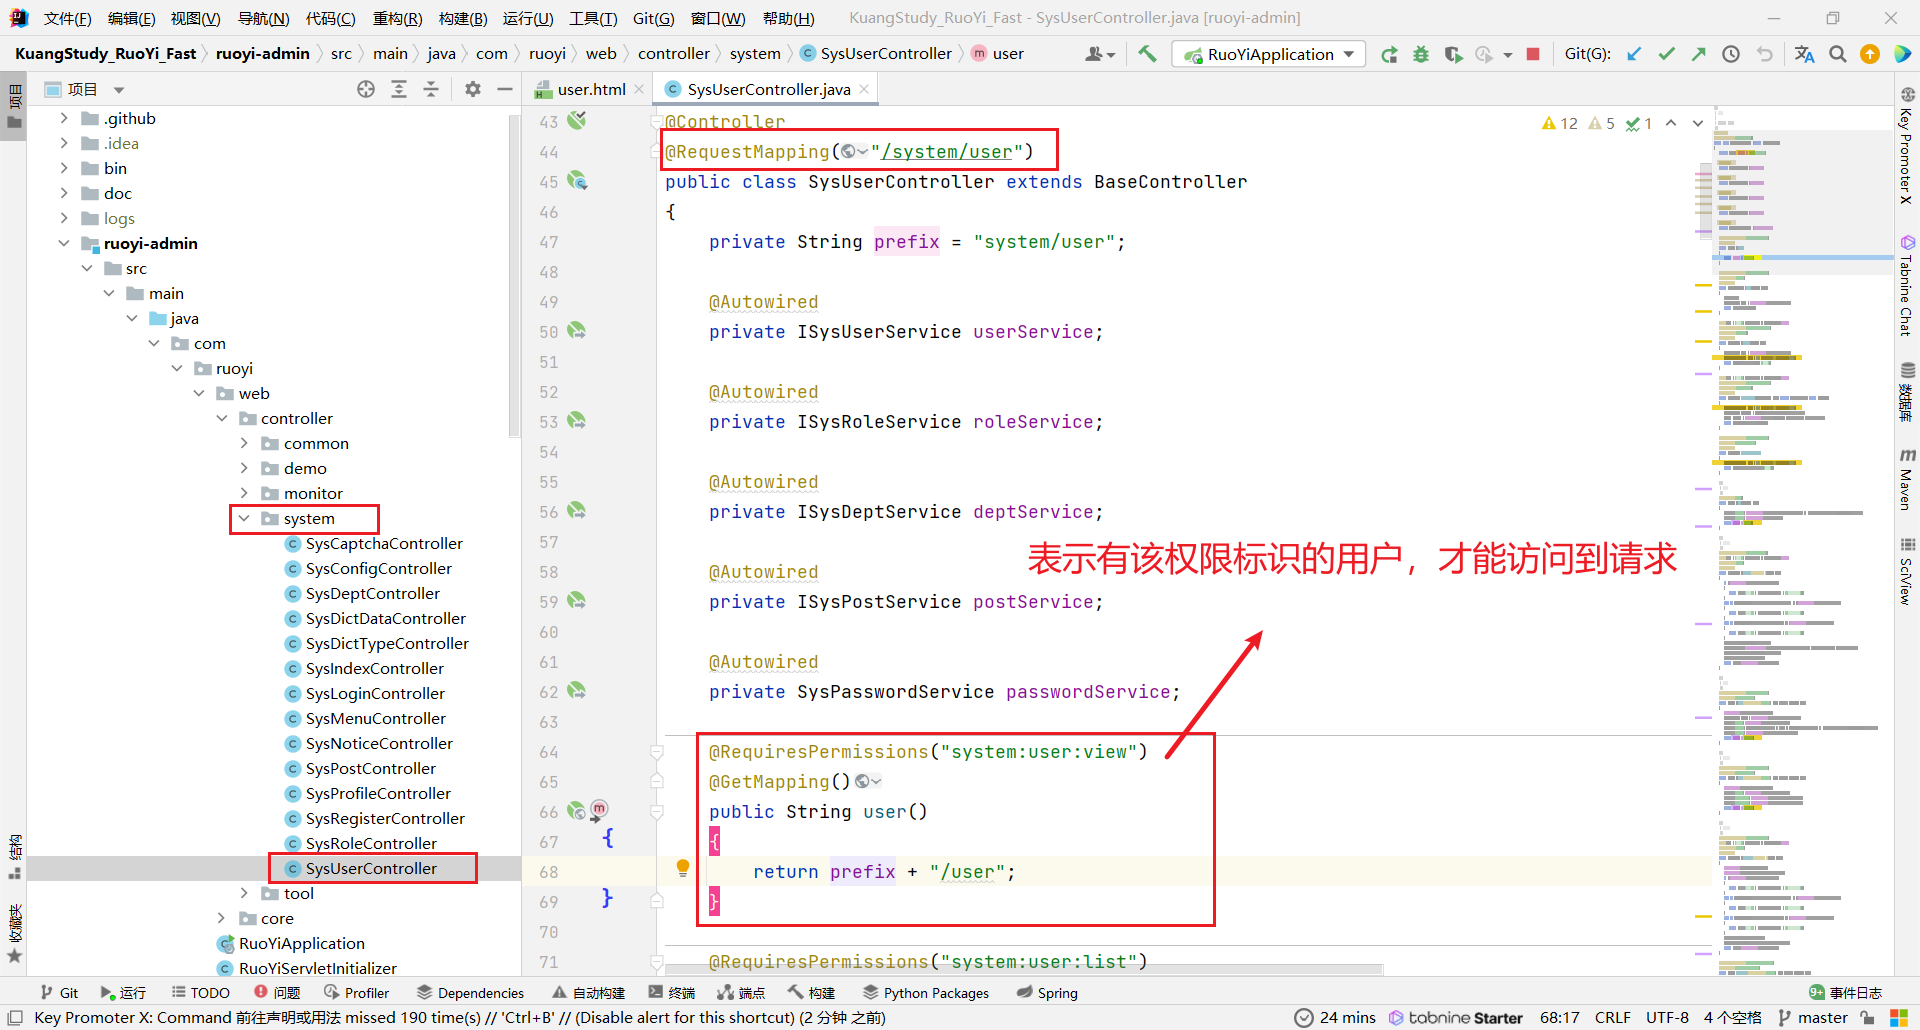 文件(F) 编辑(E) 视图(V) 导航(N) 代码(C) 重构(R) 构建(B) 运行(U) 工具(T) Git(G) 窗口(W) 帮助(H) KuangStudy_RuoYi_Fast - SysUserController.java [ruoyi-admin]
KuangStudy_RuoYi_Fast ruoyi-admin src main java com ruoyi web controller system SysUserController user RuoYiApplication Git(G):
项目
user.html SysUserController.java
.github
.idea
bin
doc
logs
ruoyi-admin
src
main
java
com
ruoyi
web
controller
common
demo
monitor
system
SysCaptchaController
SysConfigController
SysDeptController
SysDictDataController
SysDictTypeController
SysIndexController
SysLoginController
SysMenuController
SysNoticeController
SysPostController
SysProfileController
SysRegisterController
SysRoleController
SysUserController
tool
core
RuoYiApplication
RuoYiServletInitializer
项目
结构
收藏夹
12 5 1
43 @Controller
44 @RequestMapping("/system/user")
45 public class SysUserController extends BaseController
46 {
47 private String prefix = "system/user";
48
49 @Autowired
50 private ISysUserService userService;
51
52 @Autowired
53 private ISysRoleService roleService;
54
55 @Autowired
56 private ISysDeptService deptService;
57
58 @Autowired
59 private ISysPostService postService;
60
61 @Autowired
62 private SysPasswordService passwordService;
63
64 @RequiresPermissions("system:user:view")
65 @GetMapping()
66 public String user()
67 { {
68 return prefix + "/user";
69 } }
70
71 @RequiresPermissions("system:user:list")
表示有该权限标识的用户，才能访问到请求
Key Promoter X
Tabnine Chat
数据库
Maven
SciView
Git 运行 TODO 问题 Profiler Dependencies 自动构建 终端 端点 构建 Python Packages Spring 9+ 事件日志
Key Promoter X: Command 前往声明或用法 missed 190 time(s) // 'Ctrl+B' // (Disable alert for this shortcut) (2 分钟 之前) 24 mins tabnine Starter 68:17 CRLF UTF-8 4 个空格 master